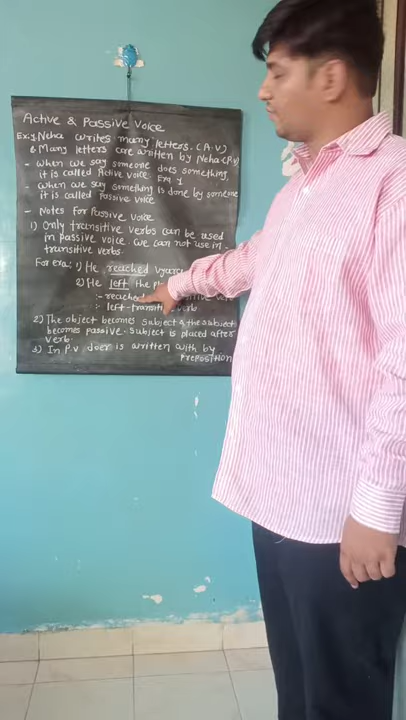 Active & Passive Voice
Ex:- 1) Neha writes many letters. (A.V)
2) Many letters are written by Neha (P.V)
- When we say someone does something,
it is called Active voice.
- When we say something is done by someone
it is called Passive voice
- Notes for Passive voice
1) Only transitive verbs can be used
in passive voice. we can not use in-
transitive verbs.
For exa: 1) He reached
2) He left the
:- reached
:- left - transitive verb
2) The object becomes subject & the subject
becomes passive. Subject is placed after
verb.
3) In P.V doer is written with by
Preposition